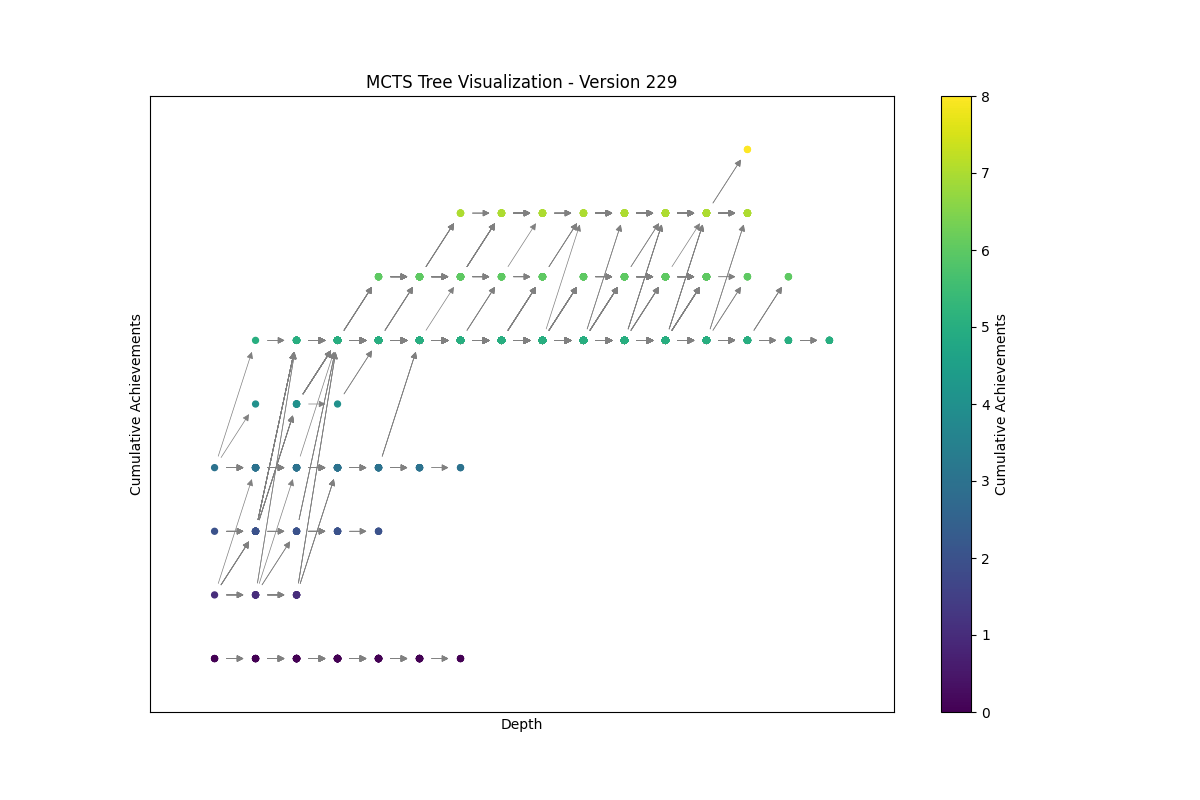 MCTS Tree Visualization - Version 229
Cumulative Achievements
Depth
8
7
6
5
4
3
2
1
0
Cumulative Achievements